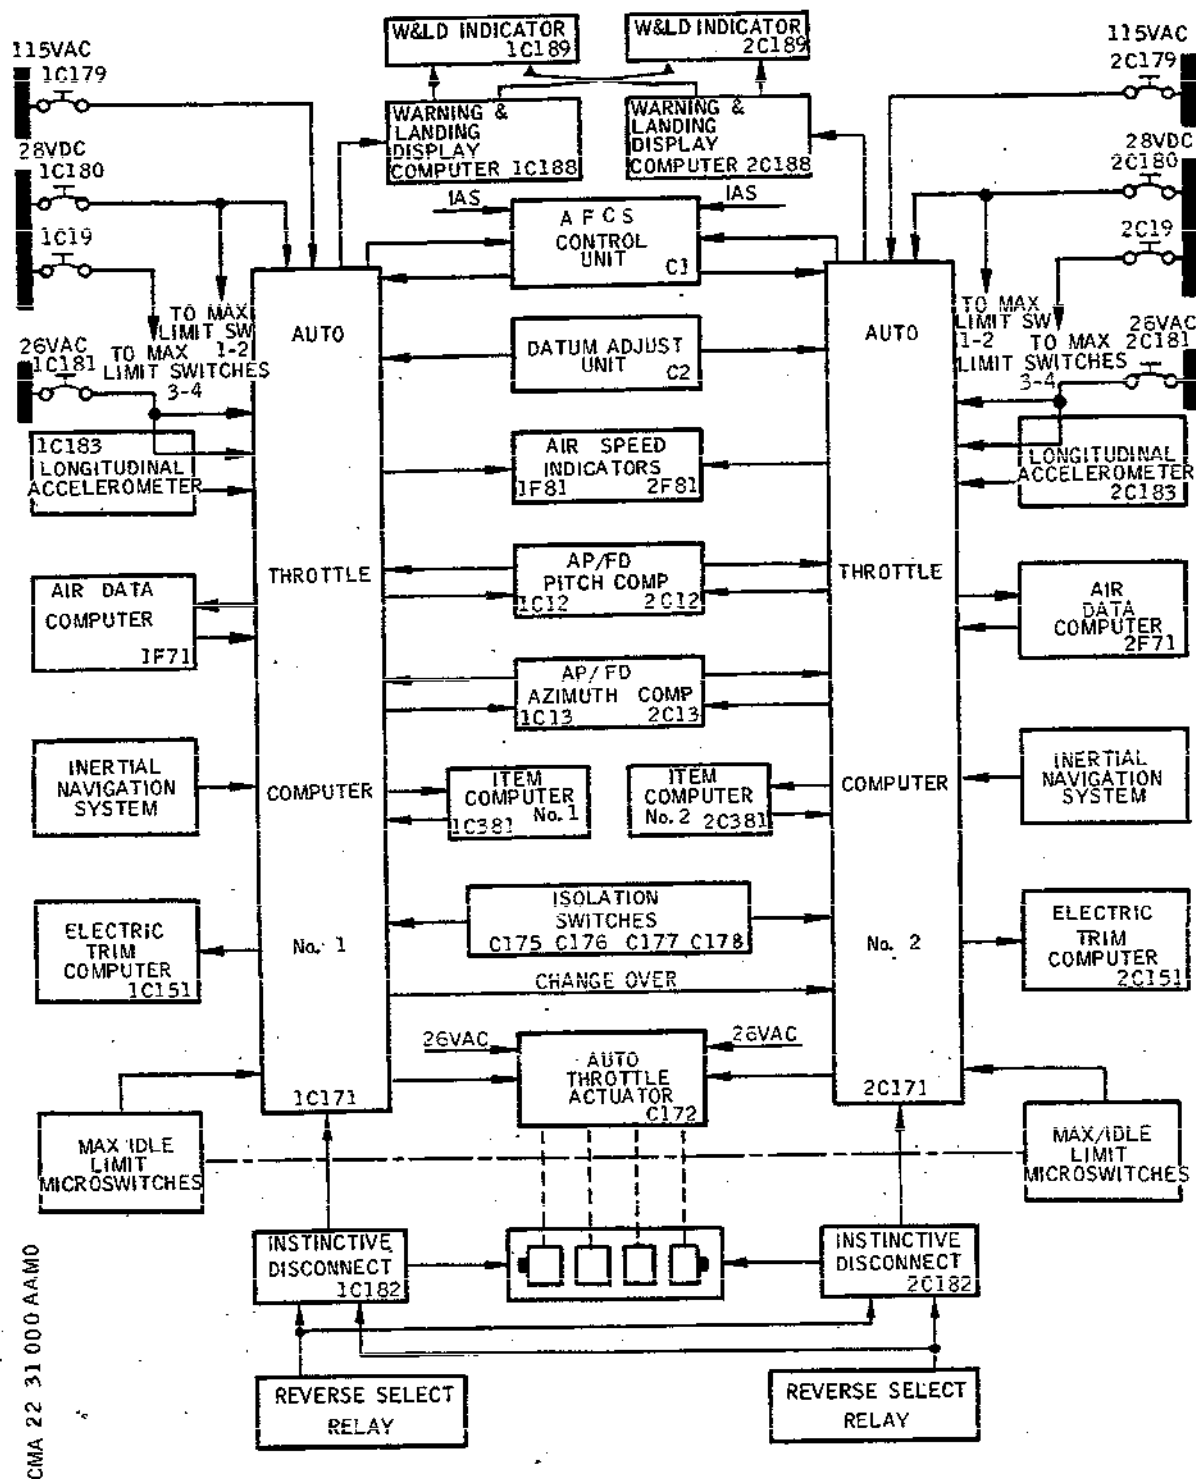 W&LD INDICATOR
1C189
W&LD INDICATOR
2C189
115VAC
1C179
115VAC
2C179
WARNING &
LANDING
DISPLAY
COMPUTER 1C188
WARNING &
LANDING
DISPLAY
COMPUTER 2C188
28VDC
1C180
28VDC
2C180
1C19
2C19
IAS
IAS
A F C S
CONTROL
UNIT
C1
TO MAX
LIMIT SW
1-2
TO MAX
LIMIT SWITCHES
3-4
TO MAX
LIMIT SW
1-2
TO MAX
LIMIT SWITCHES
3-4
26VAC
1C181
26VAC
2C181
AUTO
THROTTLE
COMPUTER
No. 1
1C171
AUTO
THROTTLE
COMPUTER
No. 2
2C171
DATUM ADJUST
UNIT
C2
1C183
LONGITUDINAL
ACCELEROMETER
AIR SPEED
INDICATORS
1F81 2F81
LONGITUDINAL
ACCELEROMETER
2C183
AIR DATA
COMPUTER
1F71
AP/FD
PITCH COMP
1C12 2C12
AIR
DATA
COMPUTER
2F71
AP/FD
AZIMUTH COMP
1C13 2C13
INERTIAL
NAVIGATION
SYSTEM
ITEM
COMPUTER
No. 1
1C381
ITEM
COMPUTER
No. 2 2C381
INERTIAL
NAVIGATION
SYSTEM
ELECTRIC
TRIM
COMPUTER
1C151
ISOLATION
SWITCHES
C175 C176 C177 C178
ELECTRIC
TRIM
COMPUTER
2C151
CHANGE OVER
26VAC
26VAC
AUTO
THROTTLE
ACTUATOR
C172
MAX IDLE
LIMIT
MICROSWITCHES
MAX/IDLE
LIMIT
MICROSWITCHES
INSTINCTIVE
DISCONNECT
1C182
INSTINCTIVE
DISCONNECT
2C182
REVERSE SELECT
RELAY
REVERSE SELECT
RELAY
CMA 22 31 000 AAM0